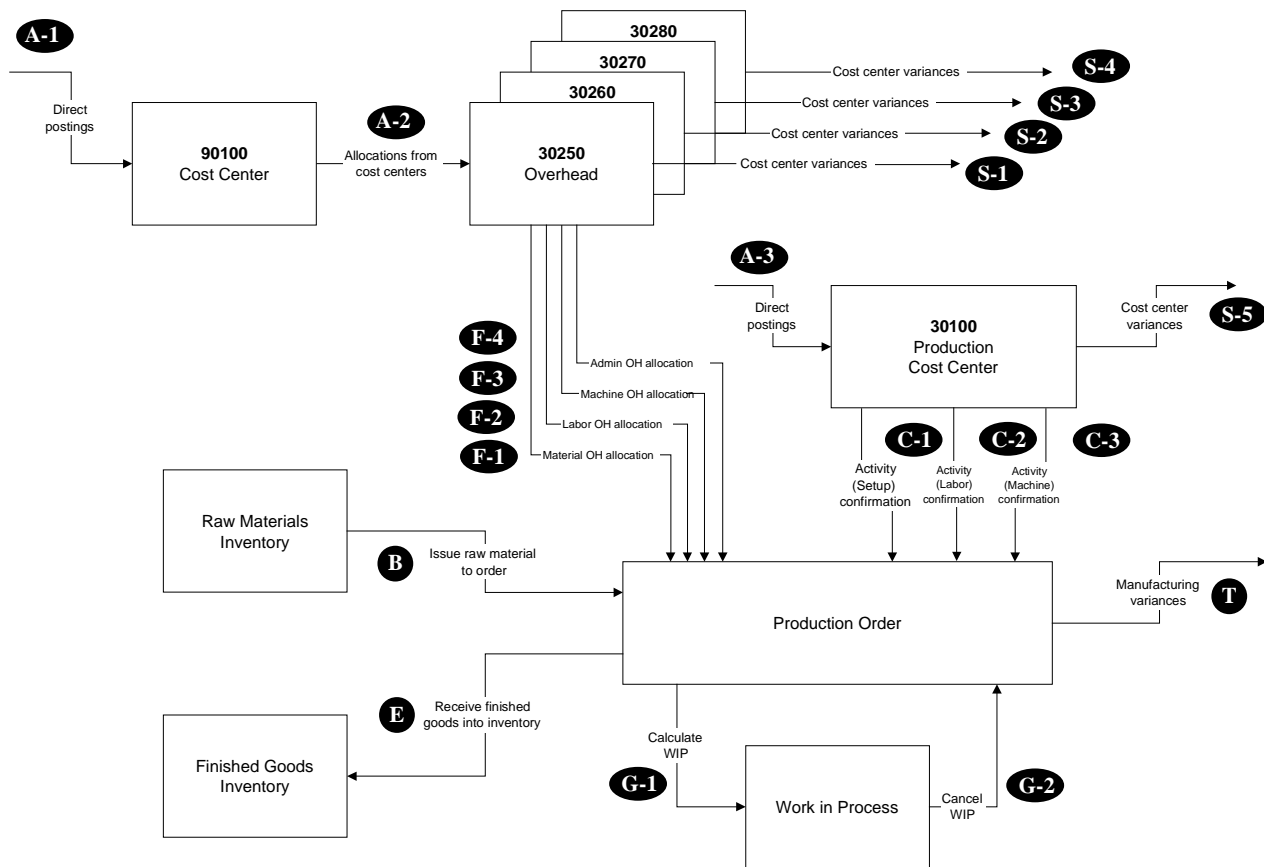 A-1
30280
30270
30260
Cost center variances
S-4
Cost center variances
S-3
Cost center variances
S-2
Cost center variances
S-1
Direct
postings
90100
Cost Center
A-2
Allocations from
cost centers
30250
Overhead
A-3
Direct
postings
30100
Production
Cost Center
Cost center
variances
S-5
F-4
F-3
F-2
F-1
Admin OH allocation
Machine OH allocation
Labor OH allocation
Material OH allocation
C-1
C-2
C-3
Activity
(Setup)
confirmation
Activity
(Labor)
confirmation
Activity
(Machine)
confirmation
Raw Materials
Inventory
B
Issue raw material
to order
Production Order
Manufacturing
variances
T
E
Receive finished
goods into inventory
Finished Goods
Inventory
Calculate
WIP
G-1
Work in Process
Cancel
WIP
G-2